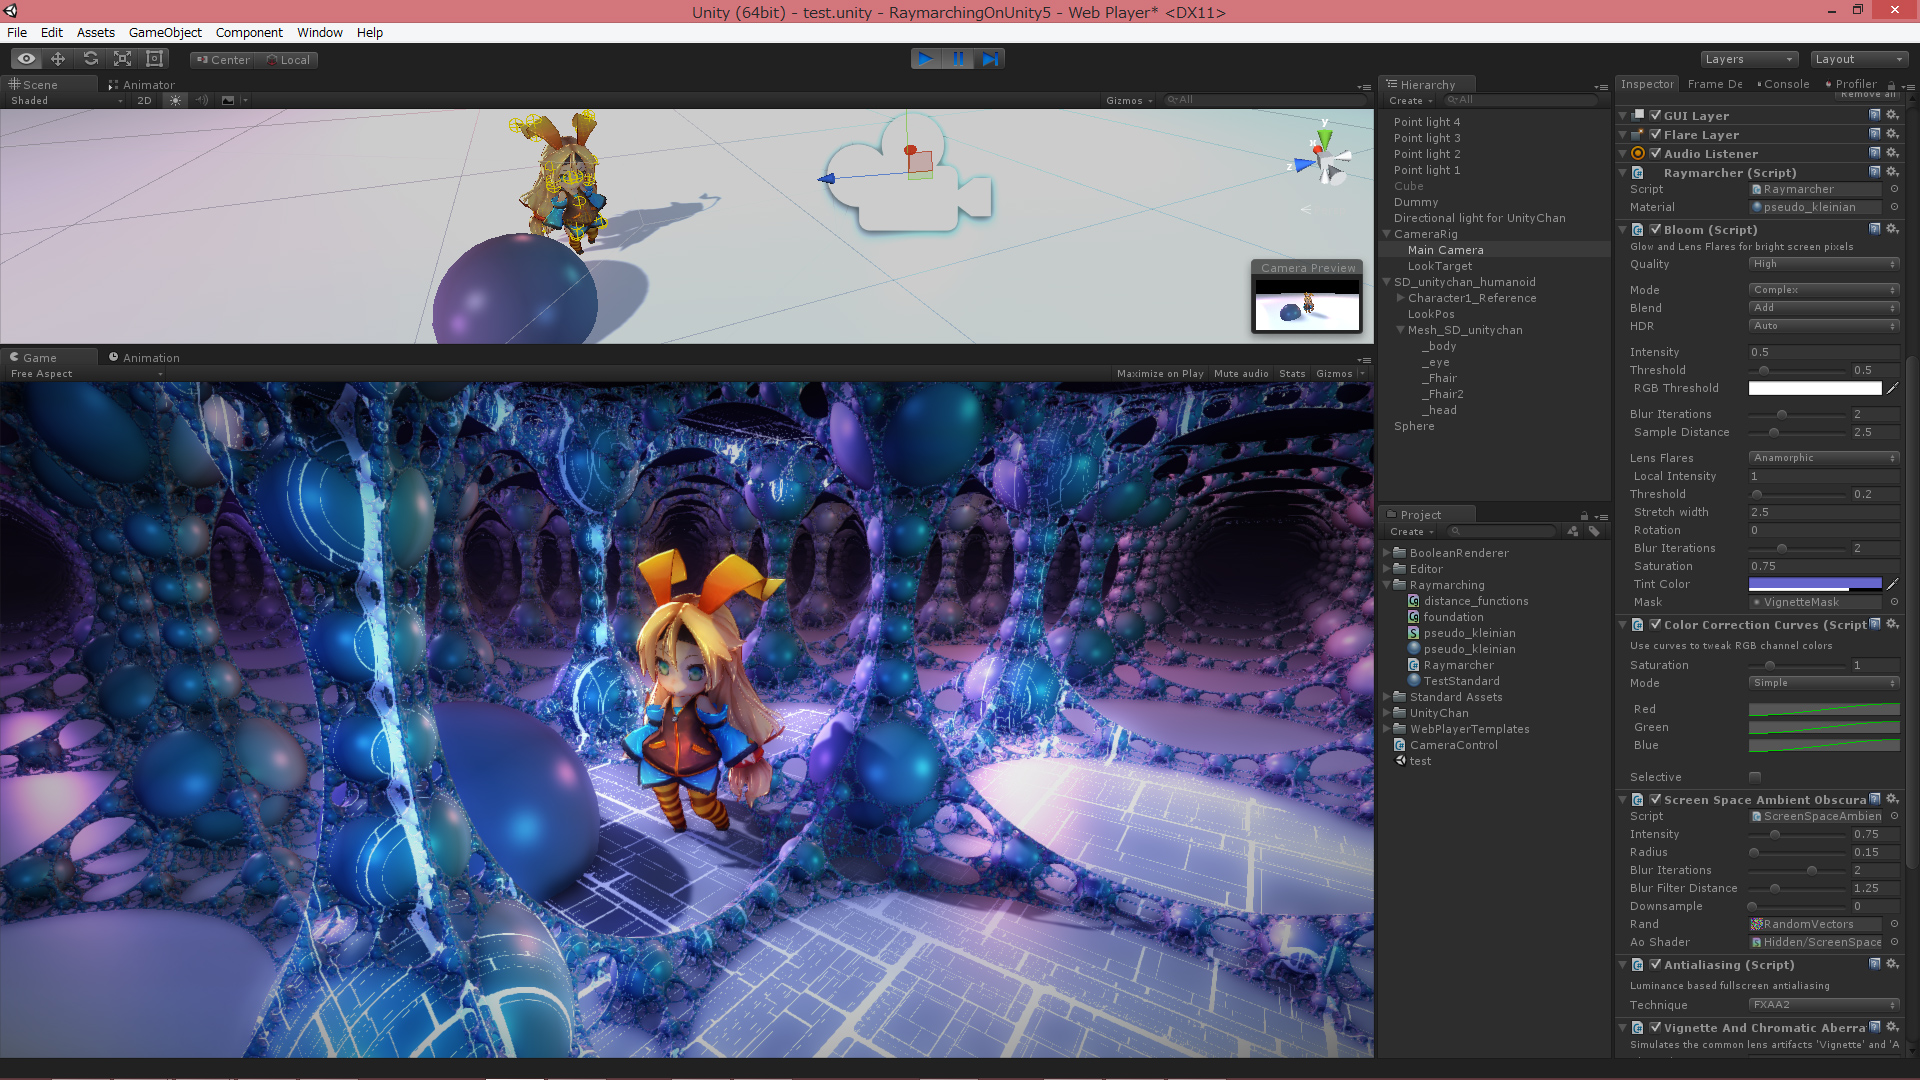 Unity (64bit) - test.unity - RaymarchingOnUnity5 - Web Player* <DX11>
File Edit Assets GameObject Component Window Help
Center Local
Layers Layout
Scene Animator
Shaded 2D Gizmos All
y
x
z
Camera Preview
Game Animation
Free Aspect Maximize on Play Mute audio Stats Gizmos
Hierarchy
Create All
Point light 4
Point light 3
Point light 2
Point light 1
Cube
Dummy
Directional light for UnityChan
CameraRig
Main Camera
LookTarget
SD_unitychan_humanoid
Character1_Reference
LookPos
Mesh_SD_unitychan
_body
_eye
_Fhair
_Fhair2
_head
Sphere
Project
Create
BooleanRenderer
Editor
Raymarching
distance_functions
foundation
pseudo_kleinian
pseudo_kleinian
Raymarcher
TestStandard
Standard Assets
UnityChan
WebPlayerTemplates
CameraControl
test
Inspector Frame De Console Profiler
Remove all
GUI Layer
Flare Layer
Audio Listener
Raymarcher (Script)
Script Raymarcher
Material pseudo_kleinian
Bloom (Script)
Glow and Lens Flares for bright screen pixels
Quality High
Mode Complex
Blend Add
HDR Auto
Intensity 0.5
Threshold 0.5
RGB Threshold
Blur Iterations 2
Sample Distance 2.5
Lens Flares Anamorphic
Local Intensity 1
Threshold 0.2
Stretch width 2.5
Rotation 0
Blur Iterations 2
Saturation 0.75
Tint Color
Mask VignetteMask
Color Correction Curves (Script
Use curves to tweak RGB channel colors
Saturation 1
Mode Simple
Red
Green
Blue
Selective
Screen Space Ambient Obscura
Script ScreenSpaceAmbien
Intensity 0.75
Radius 0.15
Blur Iterations 2
Blur Filter Distance 1.25
Downsample 0
Rand RandomVectors
Ao Shader Hidden/ScreenSpace
Antialiasing (Script)
Luminance based fullscreen antialiasing
Technique FXAA2
Vignette And Chromatic Aberra
Simulates the common lens artifacts 'Vignette' and 'A